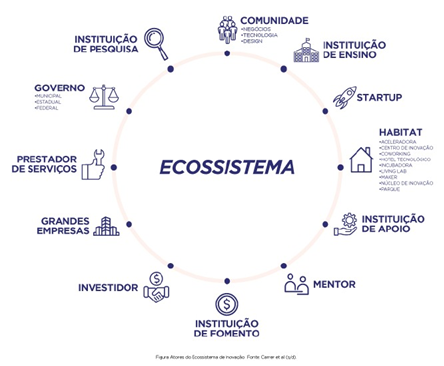 COMUNIDADE
•NEGÓCIOS
•TECNOLOGIA
•DESIGN
INSTITUIÇÃO
DE ENSINO
STARTUP
HABITAT
•ACELERADORA
•CENTRO DE INOVAÇÃO
•COWORKING
•HOTEL TECNOLÓGICO
•INCUBADORA
•LIVING LAB
•MAKER
•NÚCLEO DE INOVAÇÃO
•PARQUE
INSTITUIÇÃO
DE APOIO
MENTOR
INSTITUIÇÃO
DE FOMENTO
INVESTIDOR
GRANDES
EMPRESAS
PRESTADOR
DE SERVIÇOS
GOVERNO
•MUNICIPAL
•ESTADUAL
•FEDERAL
INSTITUIÇÃO
DE PESQUISA
ECOSSISTEMA
Figura Atores do Ecossistema de Inovação. Fonte: et al (s/d)